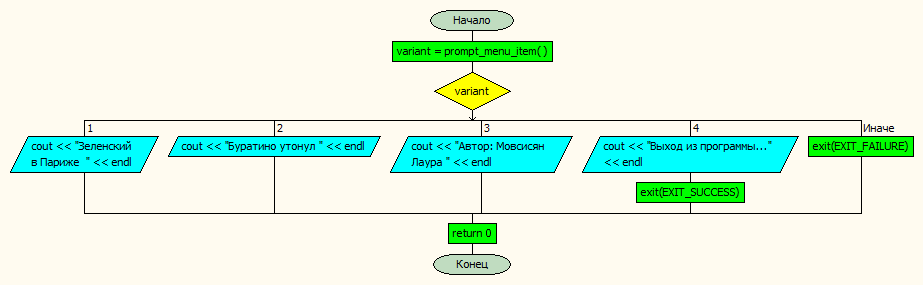 Начало
variant = prompt_menu_item()
variant
1
2
3
4
Иначе
cout << "Зеленский
в Париже " << endl
cout << "Буратино утонул " << endl
cout << "Автор: Мовсисян
Лаура " << endl
cout << "Выход из программы..."
<< endl
exit(EXIT_FAILURE)
exit(EXIT_SUCCESS)
return 0
Конец